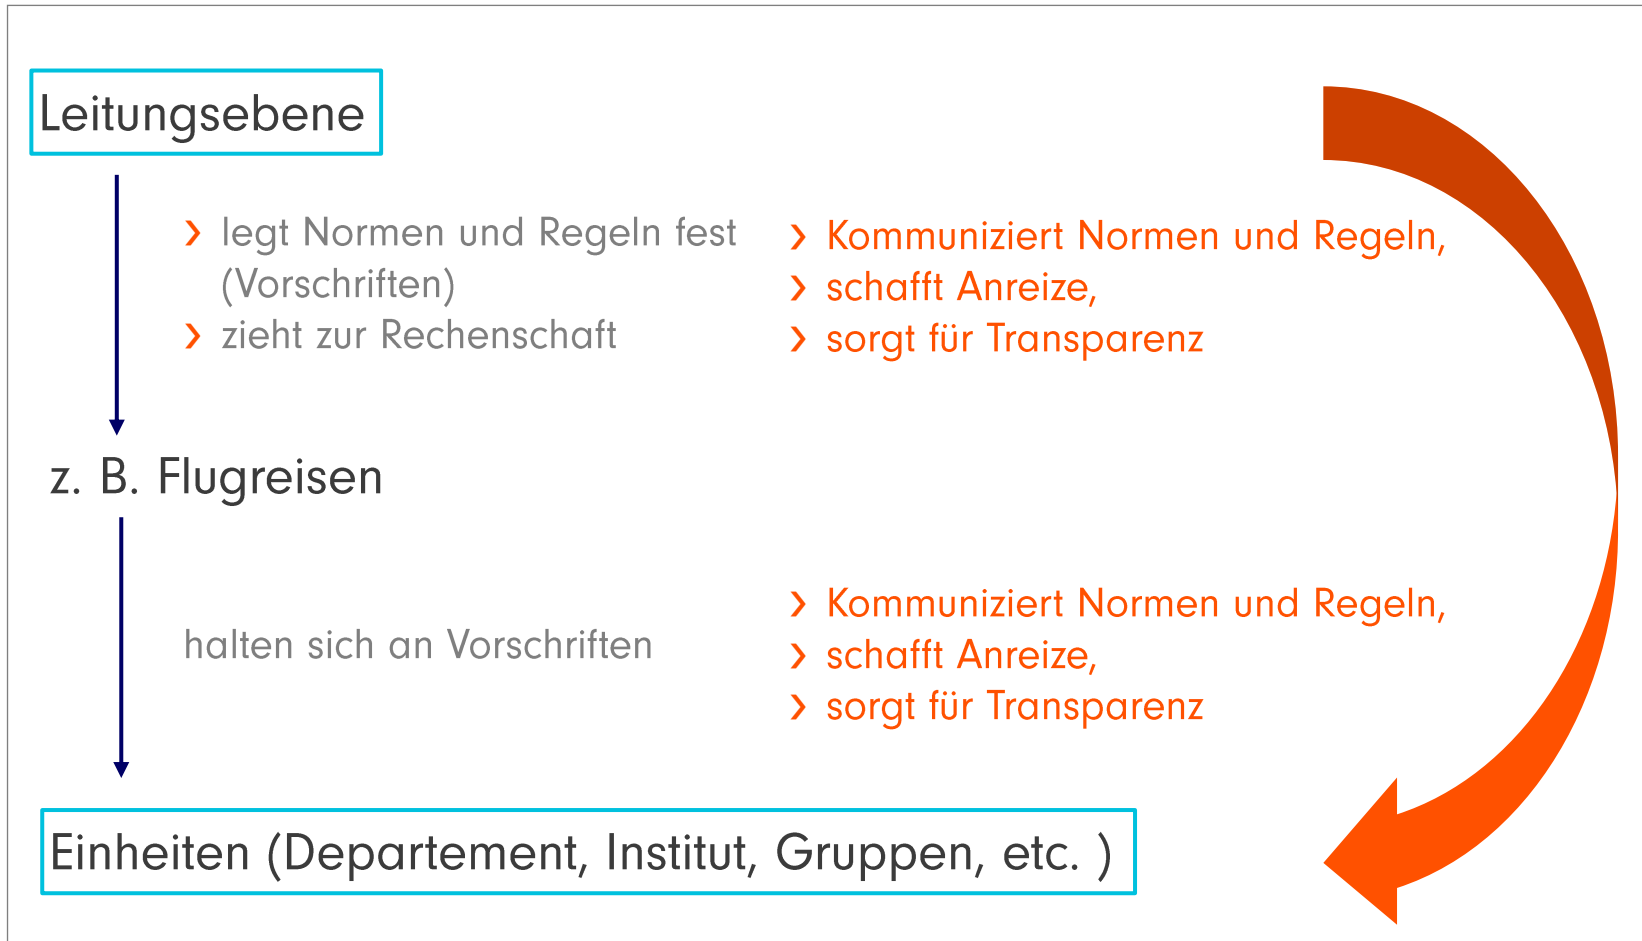 Leitungsebene
› legt Normen und Regeln fest
(Vorschriften)
› zieht zur Rechenschaft
› Kommuniziert Normen und Regeln,
› schafft Anreize,
› sorgt für Transparenz
z. B. Flugreisen
halten sich an Vorschriften
› Kommuniziert Normen und Regeln,
› schafft Anreize,
› sorgt für Transparenz
Einheiten (Departement, Institut, Gruppen, etc. )